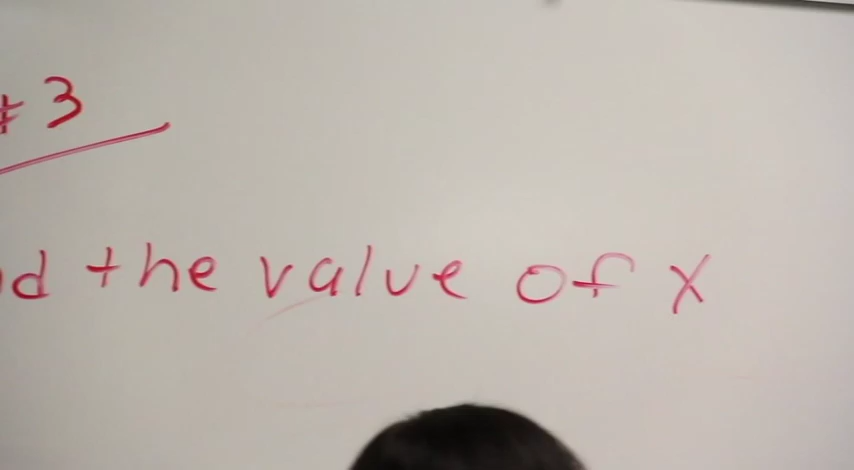 #3
d the value of x